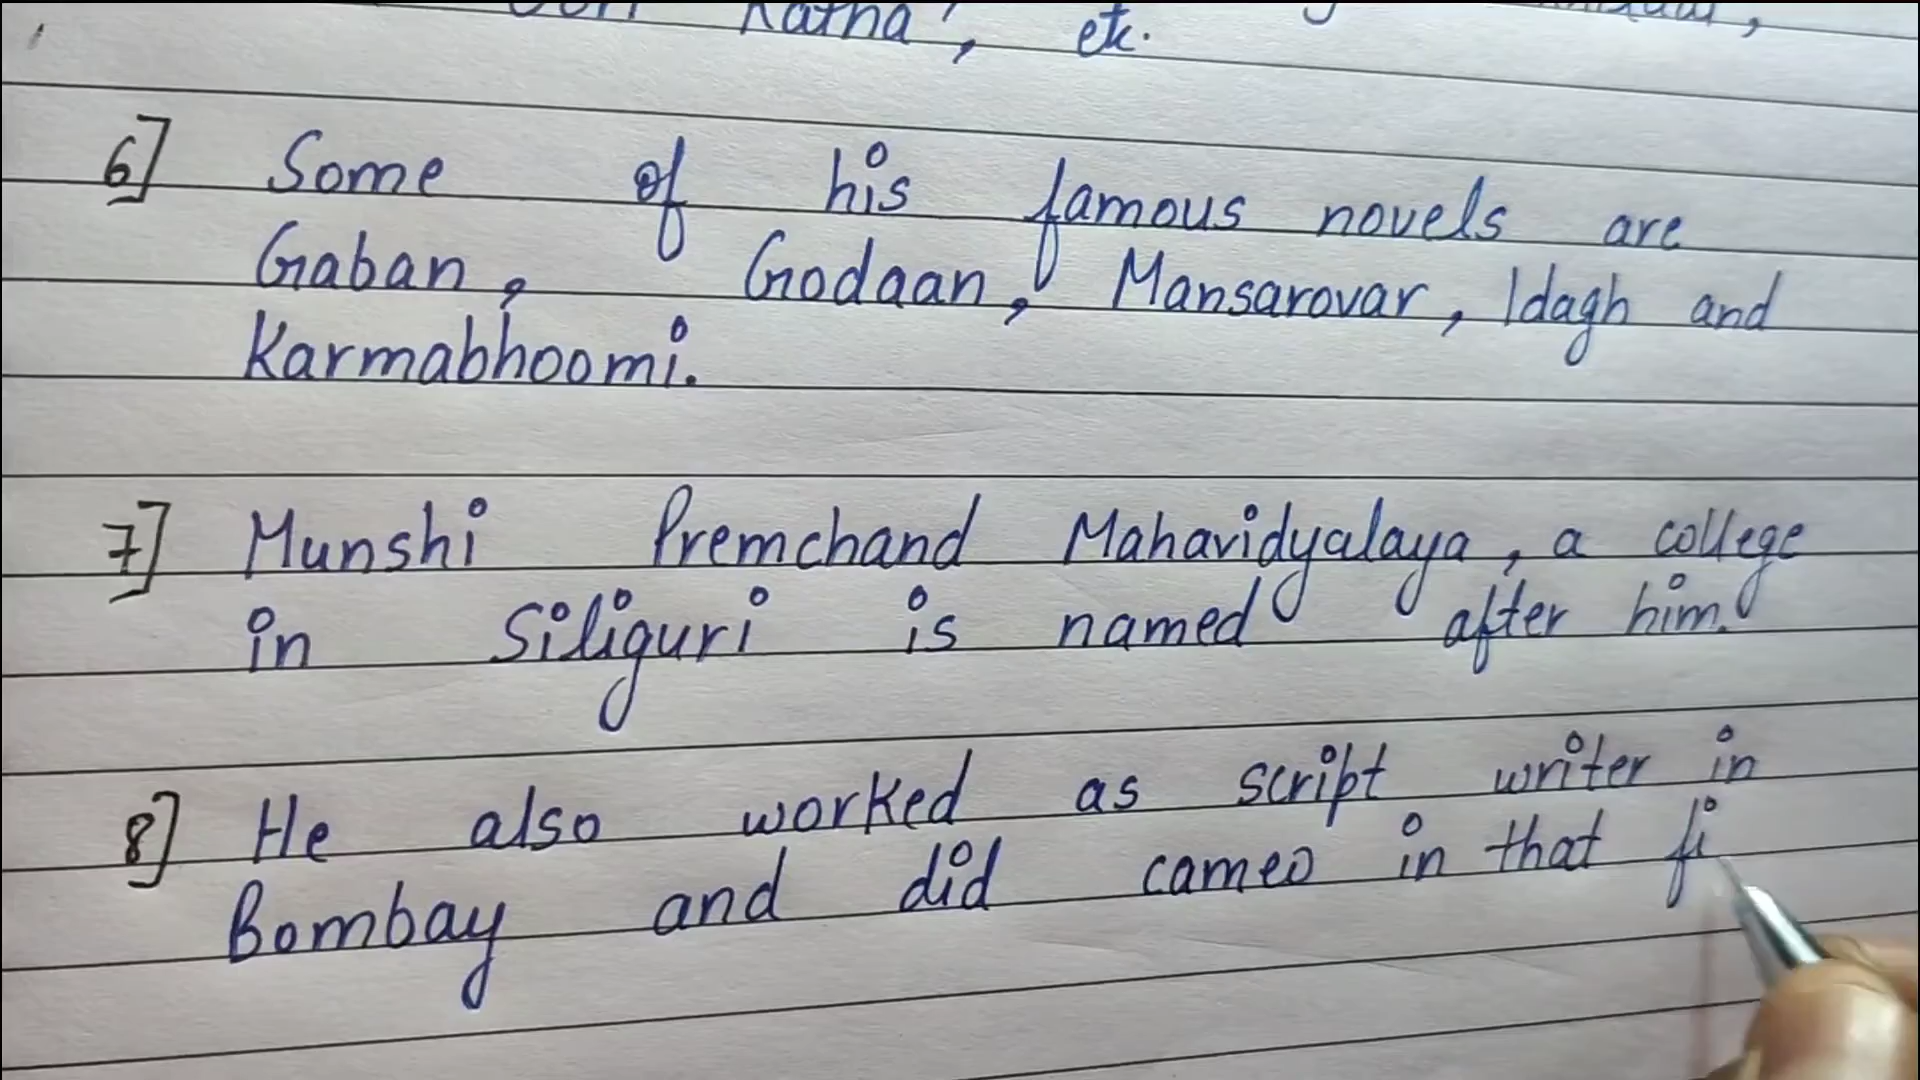 Katha', etc.
6] Some of his famous novels are
Gaban, Godaan, Mansarovar, Idagh and
Karmabhoomi.
7] Munshi Premchand Mahavidyalaya, a college
in Siliguri is named after him.
8] He also worked as script writer in
Bombay and did cameo in that fi